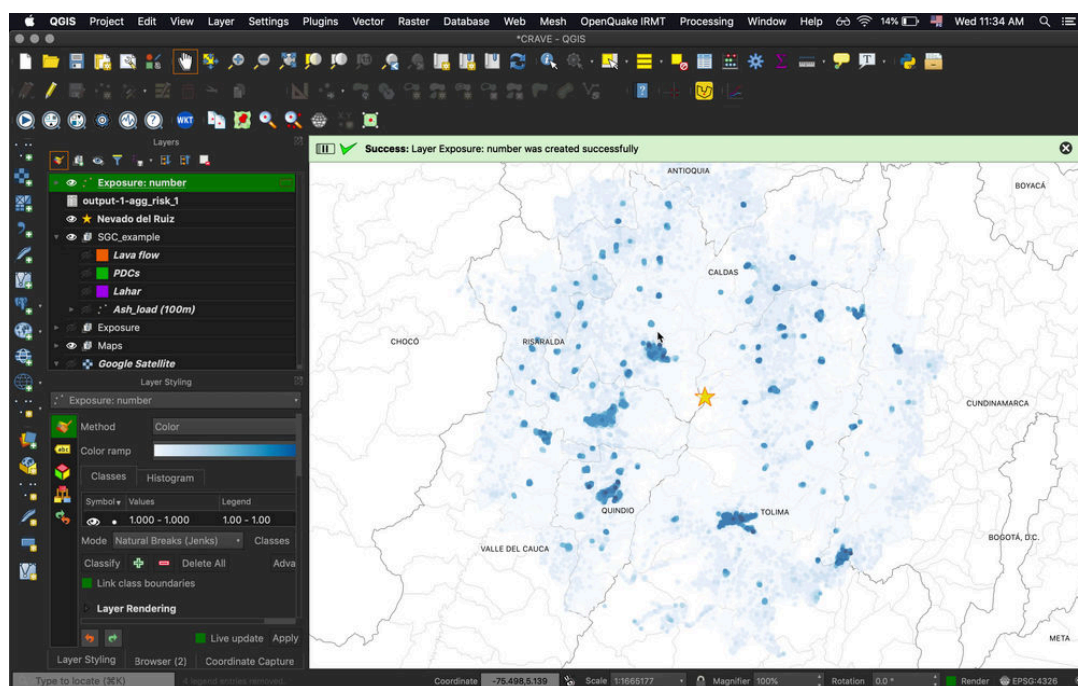 QGIS Project Edit View Layer Settings Plugins Vector Raster Database Web Mesh OpenQuake IRMT Processing Window Help 14% Wed 11:34 AM
*CRAVE - QGIS
WKT
Layers
Success: Layer Exposure: number was created successfully
Exposure: number
output-1-agg_risk_1
Nevado del Ruiz
SGC_example
Lava flow
PDCs
Lahar
Ash_load (100m)
Exposure
Maps
Google Satellite
ANTIOQUIA
BOYACÁ
CALDAS
CHOCÓ
RISARALDA
CUNDINAMARCA
QUINDIO
TOLIMA
VALLE DEL CAUCA
BOGOTÁ, D.C.
META
Layer Styling
Exposure: number
Method Color
Color ramp
Classes Histogram
Symbol Values Legend
1.000 - 1.000 1.00 - 1.00
Mode Natural Breaks (Jenks) Classes
Classify Delete All Adva
Link class boundaries
Layer Rendering
Live update Apply
Layer Styling Browser (2) Coordinate Capture
Type to locate (⌘K) 4 legend entries removed. Coordinate -75.498,5.139 Scale 1:1665177 Magnifier 100% Rotation 0.0 ° Render EPSG:4326